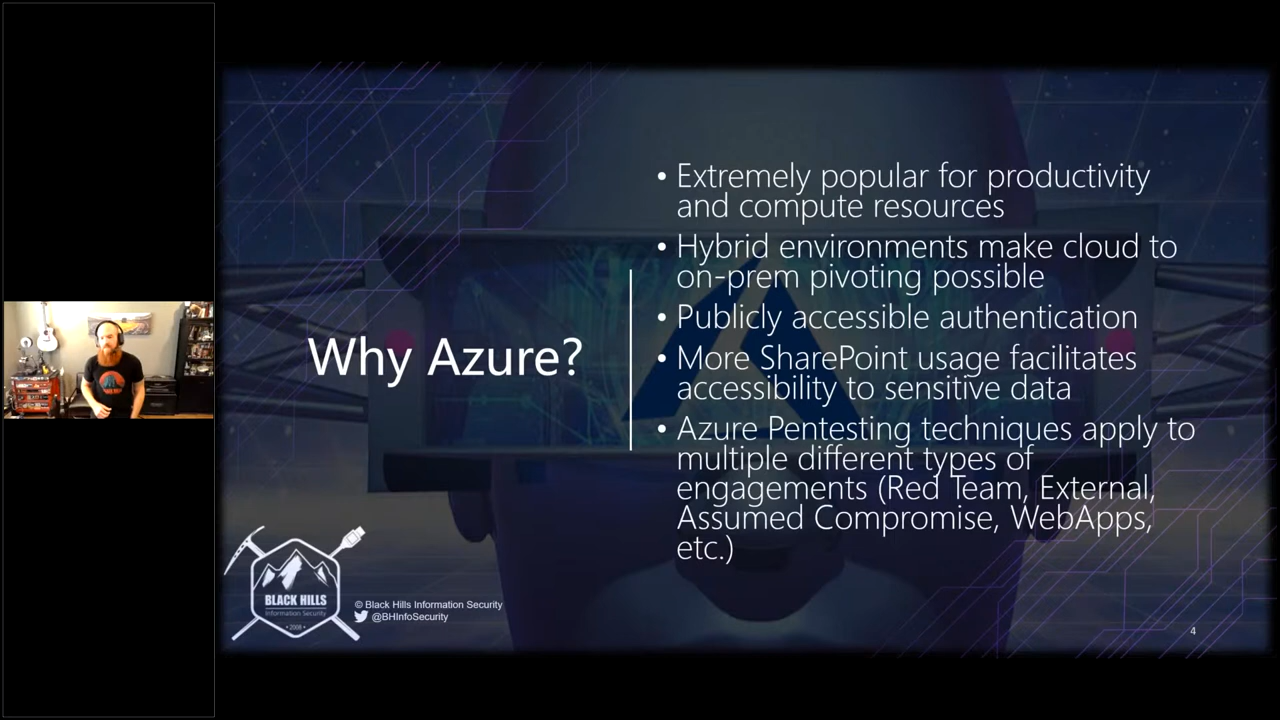 Why Azure?
• Extremely popular for productivity
and compute resources
• Hybrid environments make cloud to
on-prem pivoting possible
• Publicly accessible authentication
• More SharePoint usage facilitates
accessibility to sensitive data
• Azure Pentesting techniques apply to
multiple different types of
engagements (Red Team, External,
Assumed Compromise, WebApps,
etc.)
BLACK HILLS
Information Security
• 2008 •
© Black Hills Information Security
@BHInfoSecurity
4